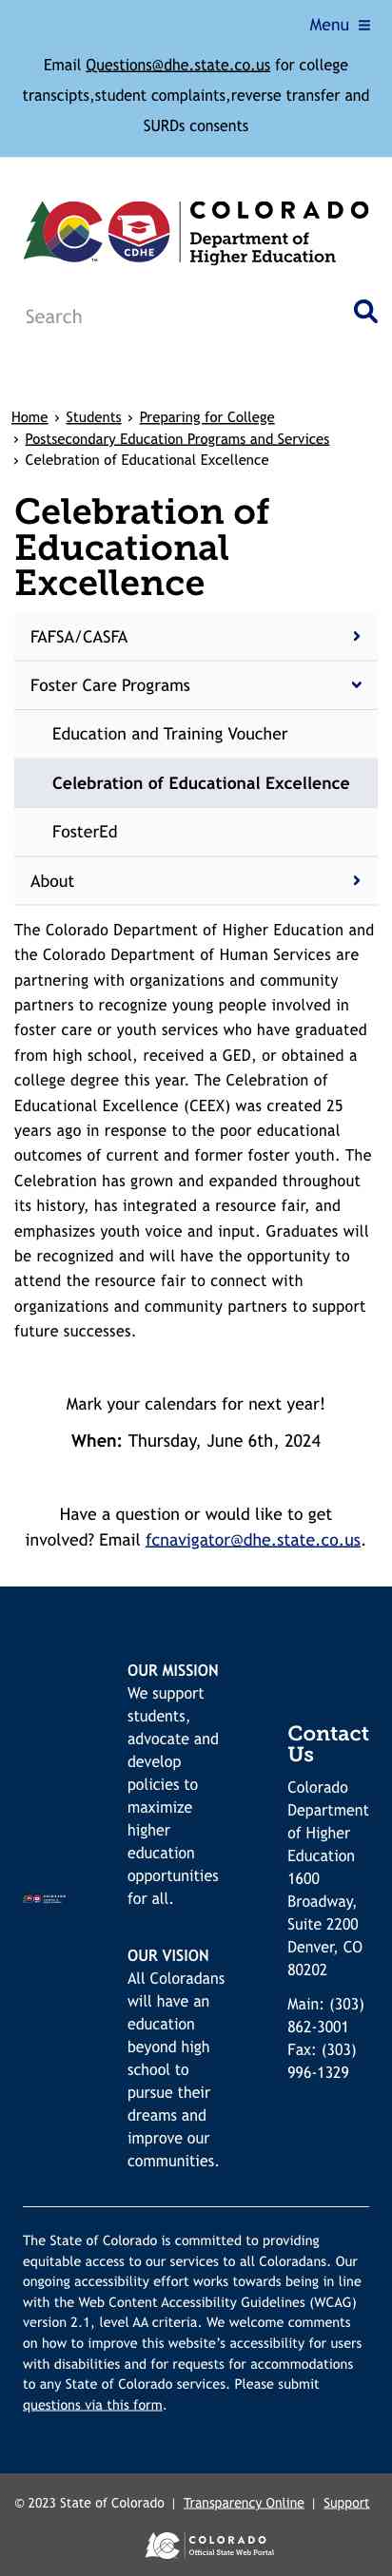 Menu
Email Questions@dhe.state.co.us for college
transcipts,student complaints,reverse transfer and
SURDs consents
COLORADO
Department of
Higher Education
CDHE
TM
Search
Home › Students › Preparing for College
› Postsecondary Education Programs and Services
› Celebration of Educational Excellence
Celebration of
Educational
Excellence
FAFSA/CASFA
Foster Care Programs
Education and Training Voucher
Celebration of Educational Excellence
FosterEd
About
The Colorado Department of Higher Education and
the Colorado Department of Human Services are
partnering with organizations and community
partners to recognize young people involved in
foster care or youth services who have graduated
from high school, received a GED, or obtained a
college degree this year. The Celebration of
Educational Excellence (CEEX) was created 25
years ago in response to the poor educational
outcomes of current and former foster youth. The
Celebration has grown and expanded throughout
its history, has integrated a resource fair, and
emphasizes youth voice and input. Graduates will
be recognized and will have the opportunity to
attend the resource fair to connect with
organizations and community partners to support
future successes.
Mark your calendars for next year!
When: Thursday, June 6th, 2024
Have a question or would like to get
involved? Email fcnavigator@dhe.state.co.us.
OUR MISSION
We support
students,
advocate and
develop
policies to
maximize
higher
education
opportunities
for all.
OUR VISION
All Coloradans
will have an
education
beyond high
school to
pursue their
dreams and
improve our
communities.
Contact
Us
Colorado
Department
of Higher
Education
1600
Broadway,
Suite 2200
Denver, CO
80202
Main: (303)
862-3001
Fax: (303)
996-1329
The State of Colorado is committed to providing
equitable access to our services to all Coloradans. Our
ongoing accessibility effort works towards being in line
with the Web Content Accessibility Guidelines (WCAG)
version 2.1, level AA criteria. We welcome comments
on how to improve this website’s accessibility for users
with disabilities and for requests for accommodations
to any State of Colorado services. Please submit
questions via this form.
© 2023 State of Colorado | Transparency Online | Support
COLORADO
Official State Web Portal